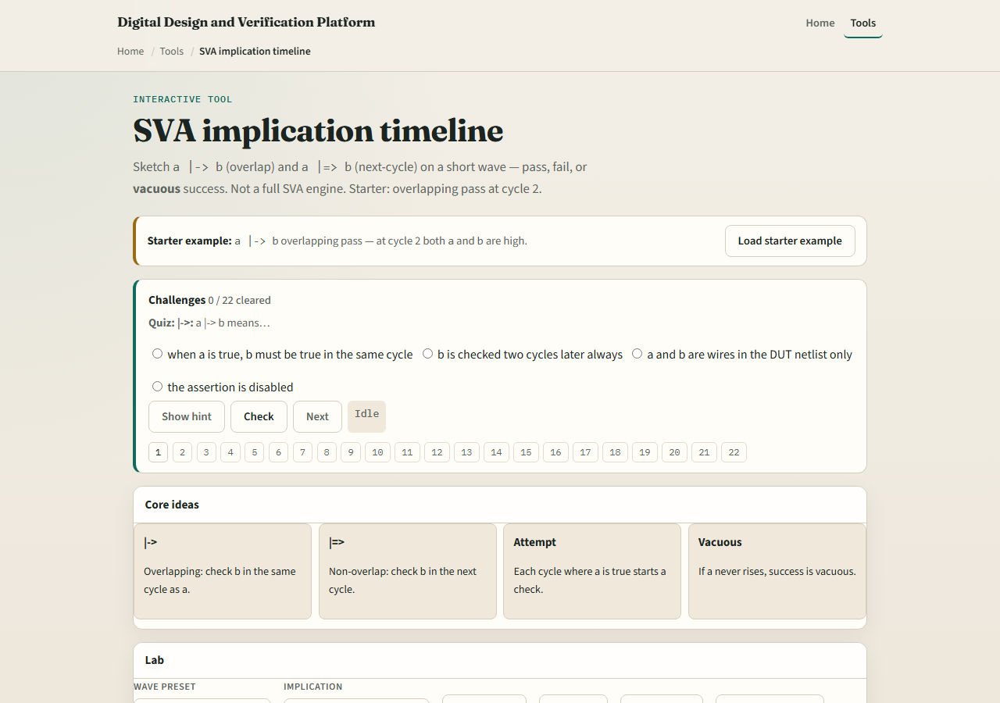 Digital Design and Verification Platform
Home Tools
Home / Tools / SVA implication timeline
INTERACTIVE TOOL
SVA implication timeline
Sketch a |-> b (overlap) and a |=> b (next-cycle) on a short wave — pass, fail, or
vacuous success. Not a full SVA engine. Starter: overlapping pass at cycle 2.
Starter example: a |-> b overlapping pass — at cycle 2 both a and b are high.
Load starter example
Challenges 0 / 22 cleared
Quiz: |->: a |-> b means…
when a is true, b must be true in the same cycle b is checked two cycles later always a and b are wires in the DUT netlist only
the assertion is disabled
Show hint Check Next Idle
1 2 3 4 5 6 7 8 9 10 11 12 13 14 15 16 17 18 19 20 21 22
Core ideas
|->
Overlapping: check b in the same
cycle as a.
|=>
Non-overlap: check b in the next
cycle.
Attempt
Each cycle where a is true starts a
check.
Vacuous
If a never rises, success is vacuous.
Lab
WAVE PRESET IMPLICATION